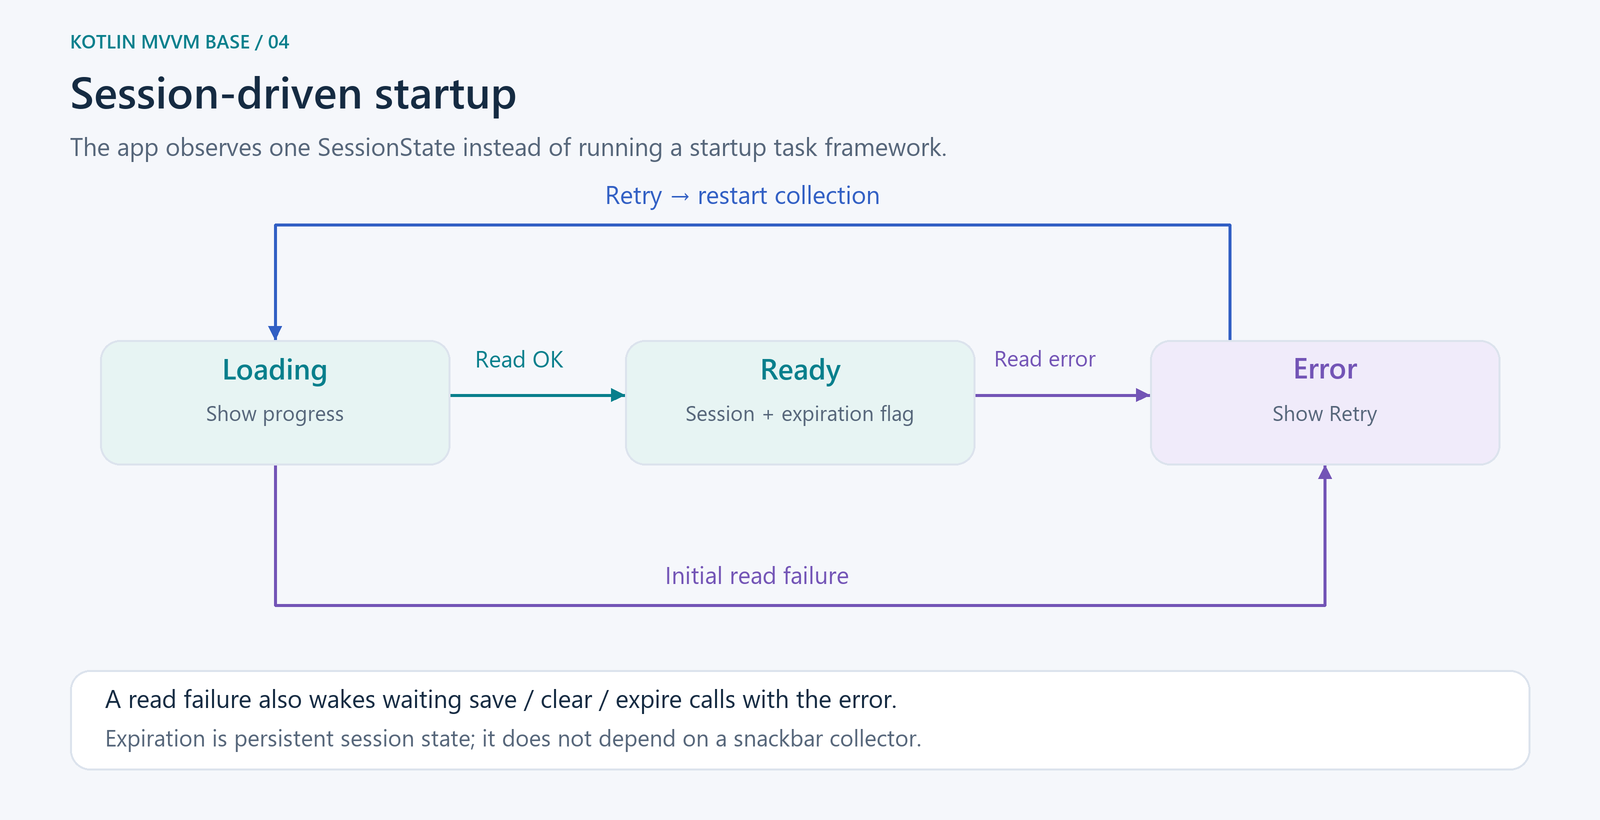 KOTLIN MVVM BASE / 04
Session-driven startup
The app observes one SessionState instead of running a startup task framework.
Retry → restart collection
Loading
Show progress
Read OK
Ready
Session + expiration flag
Read error
Error
Show Retry
Initial read failure
A read failure also wakes waiting save / clear / expire calls with the error.
Expiration is persistent session state; it does not depend on a snackbar collector.